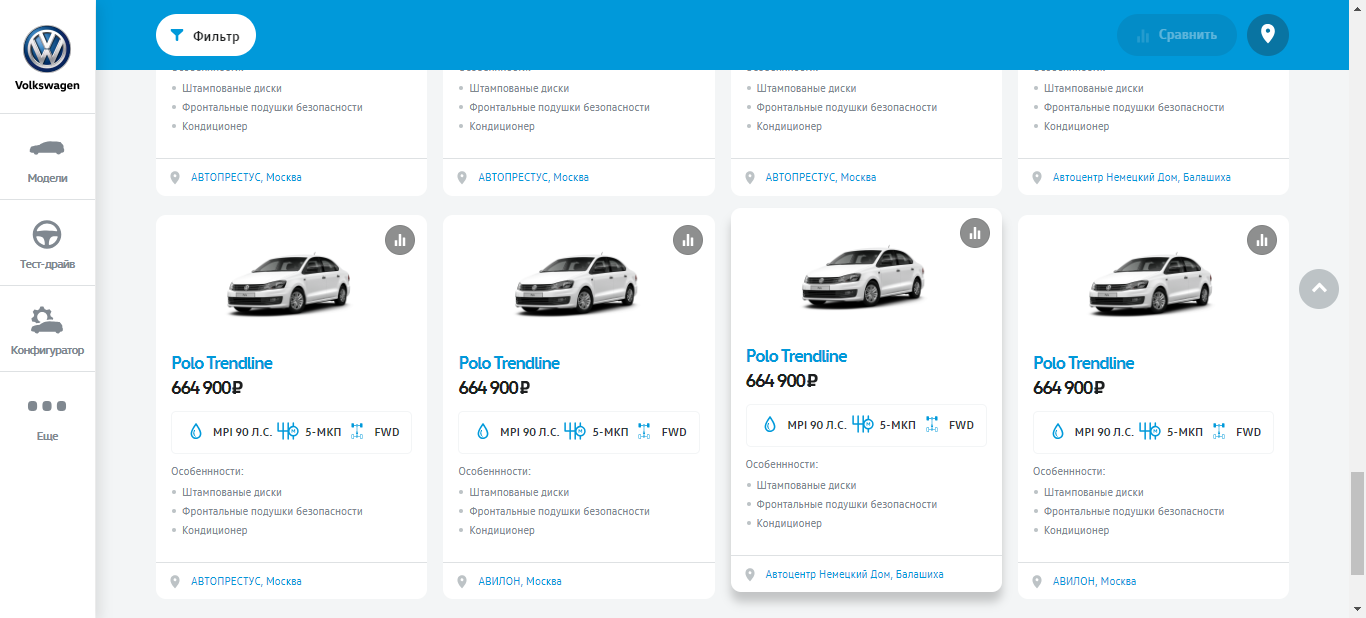 Фильтр
Сравнить
Volkswagen
Модели
Тест-драйв
Конфигуратор
Еще
Штампованые диски
Фронтальные подушки безопасности
Кондиционер
АВТОПРЕСТУС, Москва
Штампованые диски
Фронтальные подушки безопасности
Кондиционер
АВТОПРЕСТУС, Москва
Штампованые диски
Фронтальные подушки безопасности
Кондиционер
АВТОПРЕСТУС, Москва
Штампованые диски
Фронтальные подушки безопасности
Кондиционер
Автоцентр Немецкий Дом, Балашиха
Polo Trendline
664 900 ₽
MPI 90 Л.С. 5-МКП FWD
Особеннности:
Штампованые диски
Фронтальные подушки безопасности
Кондиционер
АВТОПРЕСТУС, Москва
Polo Trendline
664 900 ₽
MPI 90 Л.С. 5-МКП FWD
Особеннности:
Штампованые диски
Фронтальные подушки безопасности
Кондиционер
АВИЛОН, Москва
Polo Trendline
664 900 ₽
MPI 90 Л.С. 5-МКП FWD
Особеннности:
Штампованые диски
Фронтальные подушки безопасности
Кондиционер
Автоцентр Немецкий Дом, Балашиха
Polo Trendline
664 900 ₽
MPI 90 Л.С. 5-МКП FWD
Особеннности:
Штампованые диски
Фронтальные подушки безопасности
Кондиционер
АВИЛОН, Москва